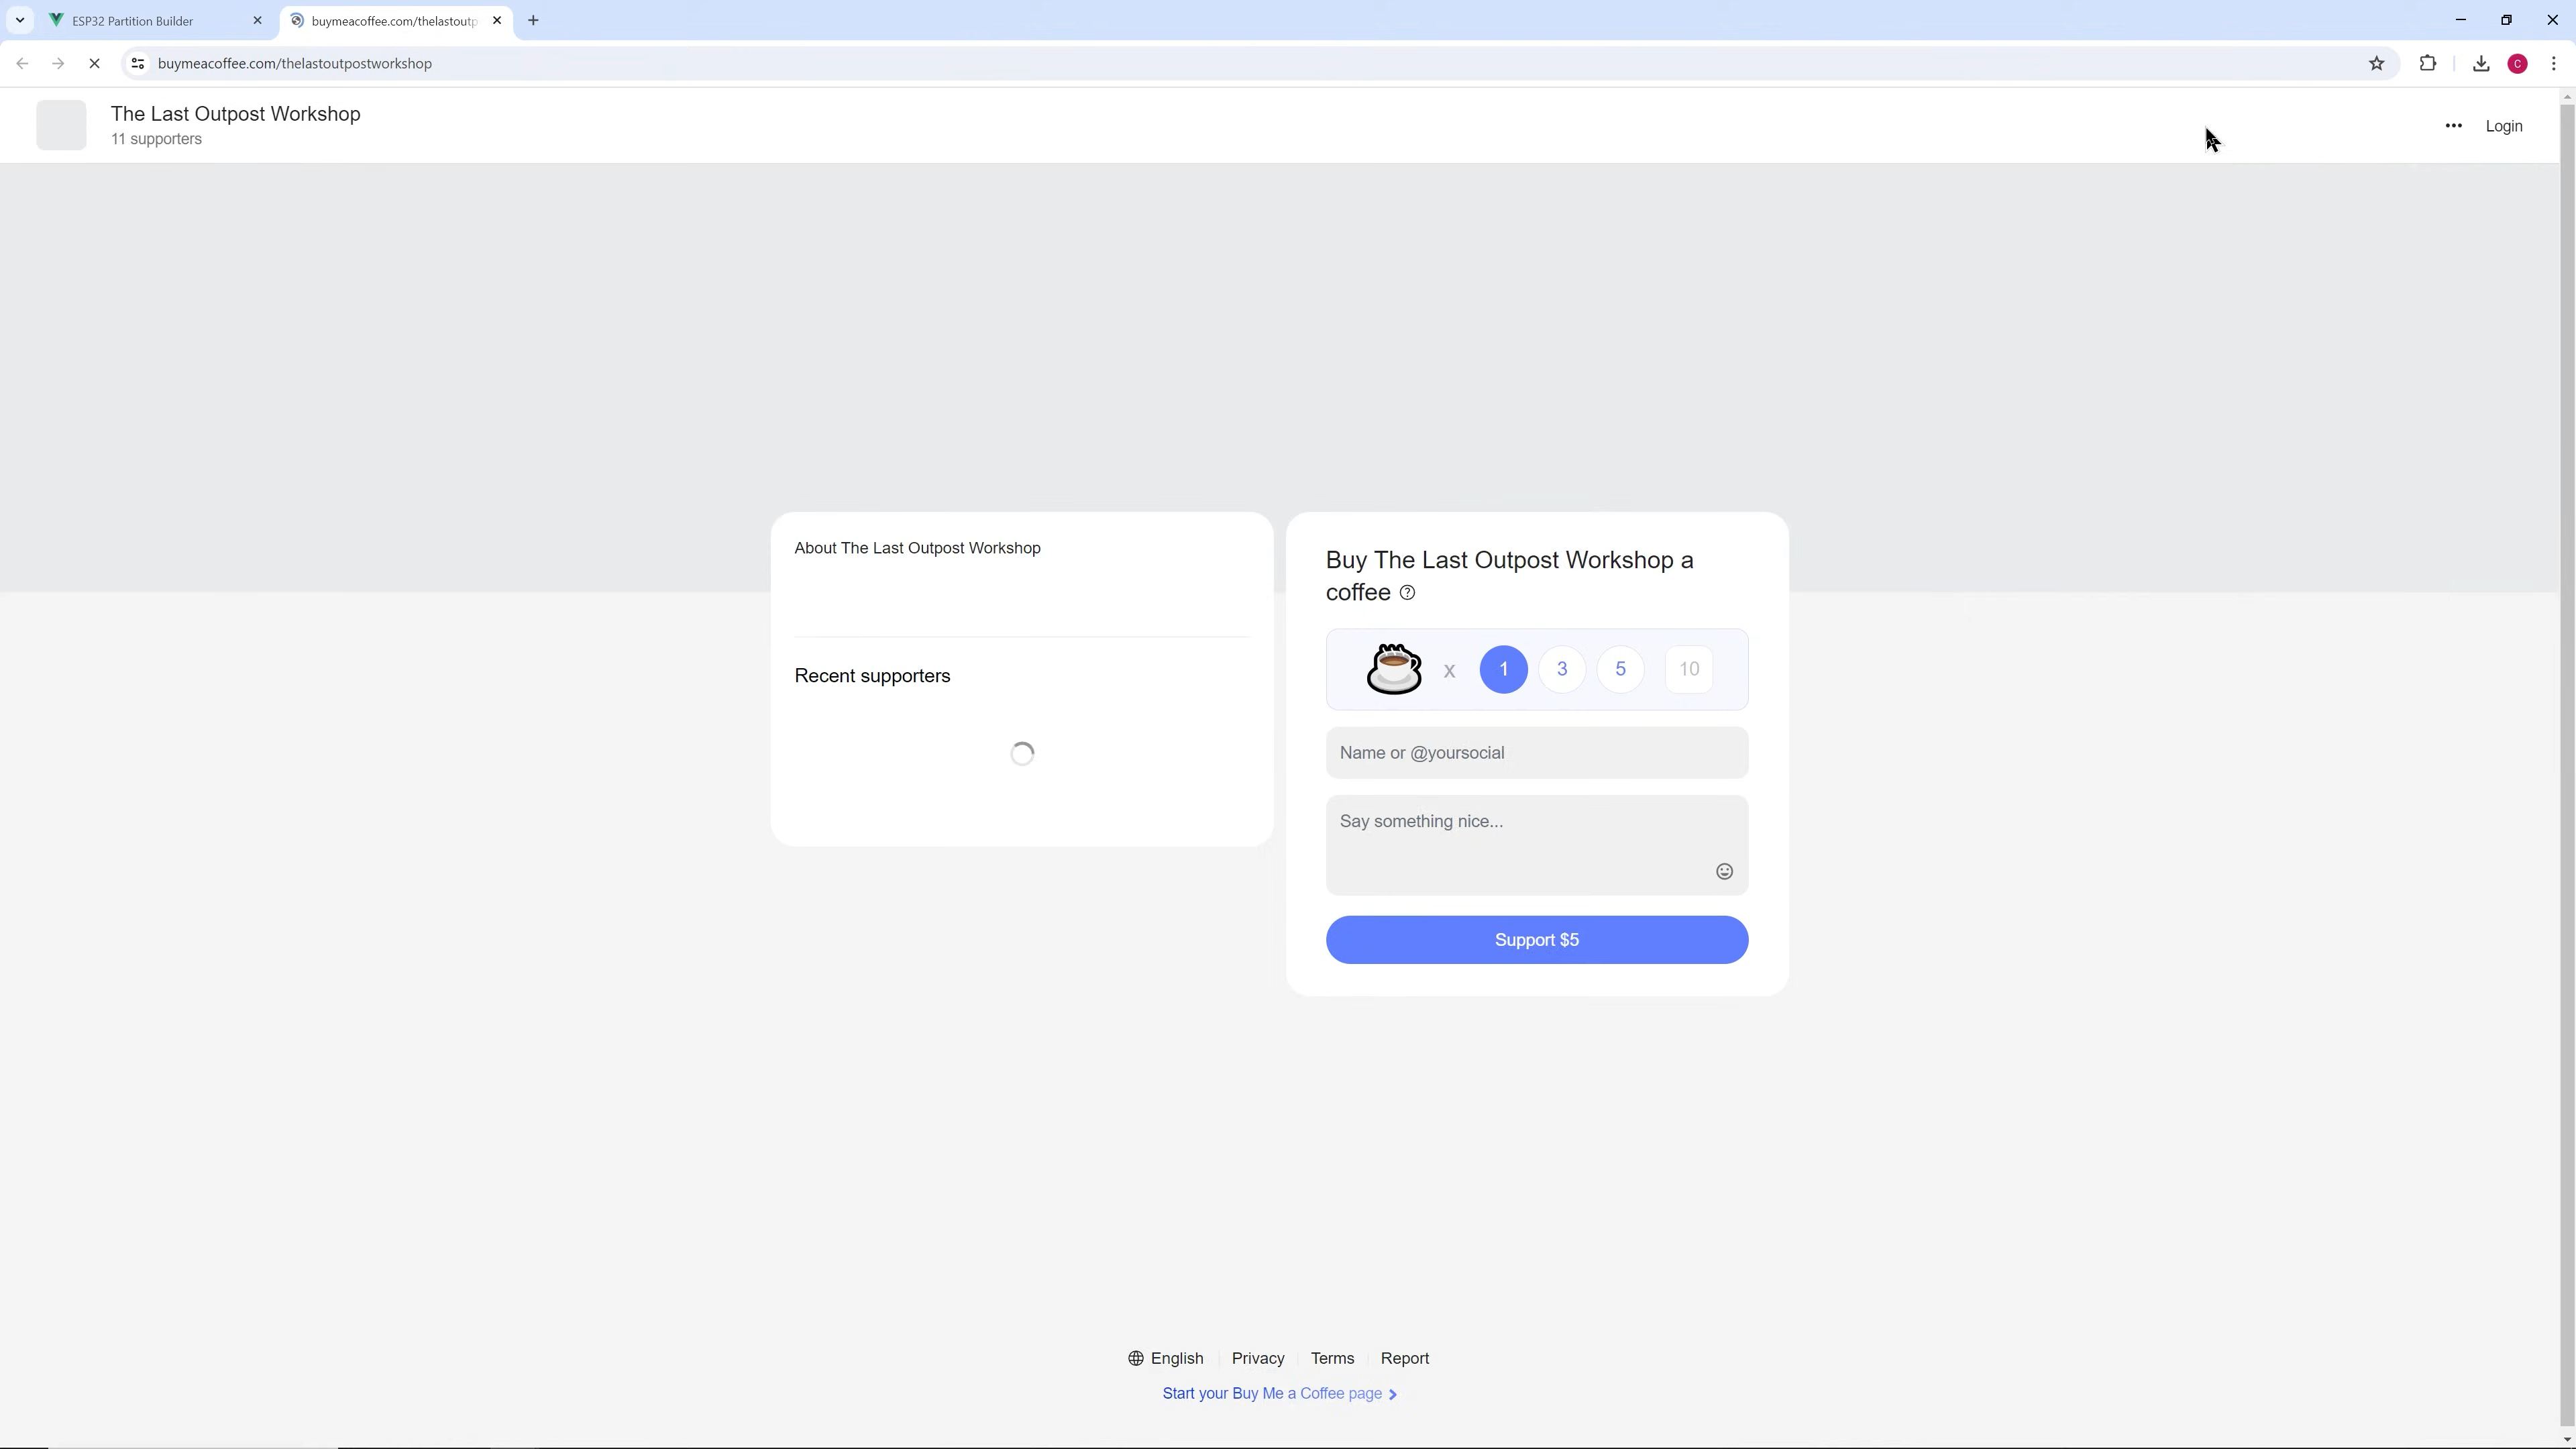 ESP32 Partition Builder
buymeacoffee.com/thelastoutp
buymeacoffee.com/thelastoutpostworkshop
C
The Last Outpost Workshop
11 supporters
Login
About The Last Outpost Workshop
Recent supporters
Buy The Last Outpost Workshop a
coffee ?
x 1 3 5 10
Name or @yoursocial
Say something nice...
Support $5
English Privacy Terms Report
Start your Buy Me a Coffee page